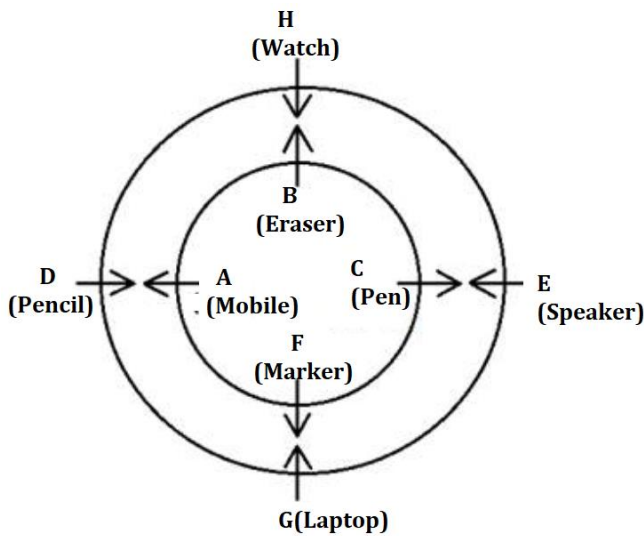 H
(Watch)
B
(Eraser)
D
(Pencil)
A
(Mobile)
C
(Pen)
E
(Speaker)
F
(Marker)
G(Laptop)